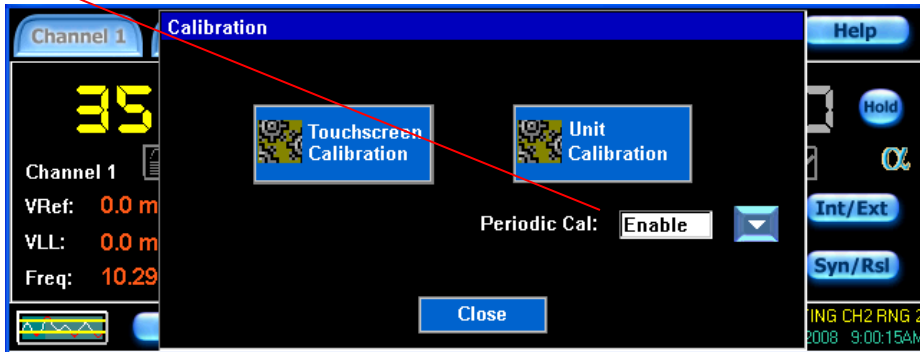 Channel 1
Calibration
Help
35
Hold
Touchscreen
Calibration
Unit
Calibration
Channel 1
α
VRef: 0.0 m
Periodic Cal: Enable
Int/Ext
VLL: 0.0 m
Freq: 10.29
Syn/Rsl
Close
ING CH2 RNG 2
2008 9:00:15AM